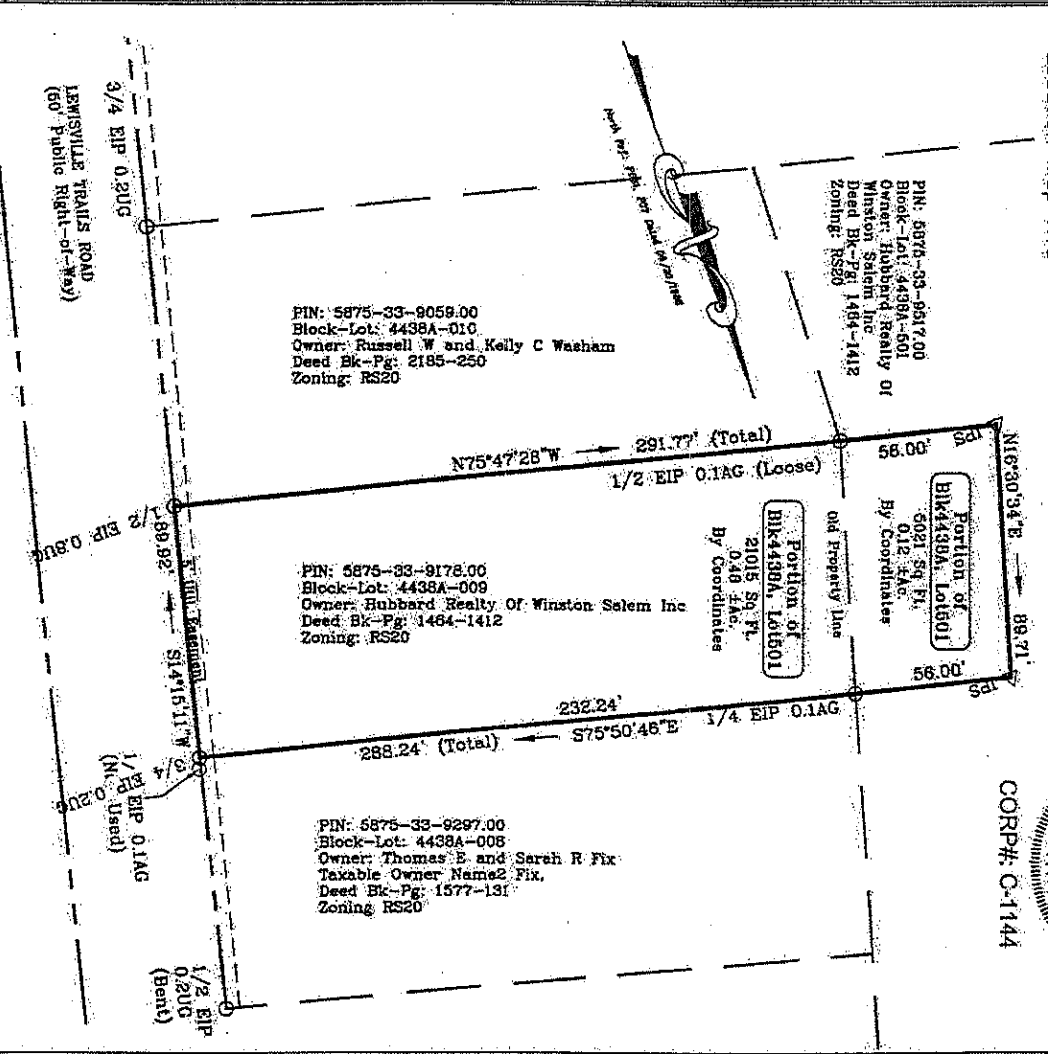 PIN: 5875-33-9517.00
Block-Lot: 4438A-601
Owner: Hubbard Realty Of
Winston Salem Inc
Deed Bk-Pg: 1464-1412
Zoning: RS20
LEWISVILLE TRAILS ROAD
(60' Public Right-of-Way)
3/4 EIP 0.2UG
PIN: 5875-33-9059.00
Block-Lot: 4438A-010
Owner: Russell W and Kelly C Washam
Deed Bk-Pg: 2185-250
Zoning: RS20
N75°47'28"W
291.77' (Total)
1/2 EIP 0.1AG (Loose)
56.00'
IPS
N16°30'34"E
89.71'
Portion of
Blk4438A, Lot601
5021 Sq Ft.
0.12 ±Ac.
By Coordinates
Old Property Line
Portion of
Blk4438A, Lot601
21015 Sq Ft.
0.48 ±Ac.
By Coordinates
56.00'
IPS
1/2 EIP 0.8UG
89.92'
Util Easement
S14°15'11"W
PIN: 5875-33-9178.00
Block-Lot: 4438A-009
Owner: Hubbard Realty Of Winston Salem Inc
Deed Bk-Pg: 1464-1412
Zoning: RS20
232.24'
1/4 EIP 0.1AG
288.24' (Total)
S75°50'46"E
3/4
EIP 0.2UG
EIP 0.1AG
Used)
PIN: 5875-33-9297.00
Block-Lot: 4438A-008
Owner: Thomas E and Sarah R Fix
Taxable Owner Name2 Fix,
Deed Bk-Pg: 1577-131
Zoning RS20
1/2 EIP
0.2UG
(Bent)
CORP#: C-1144